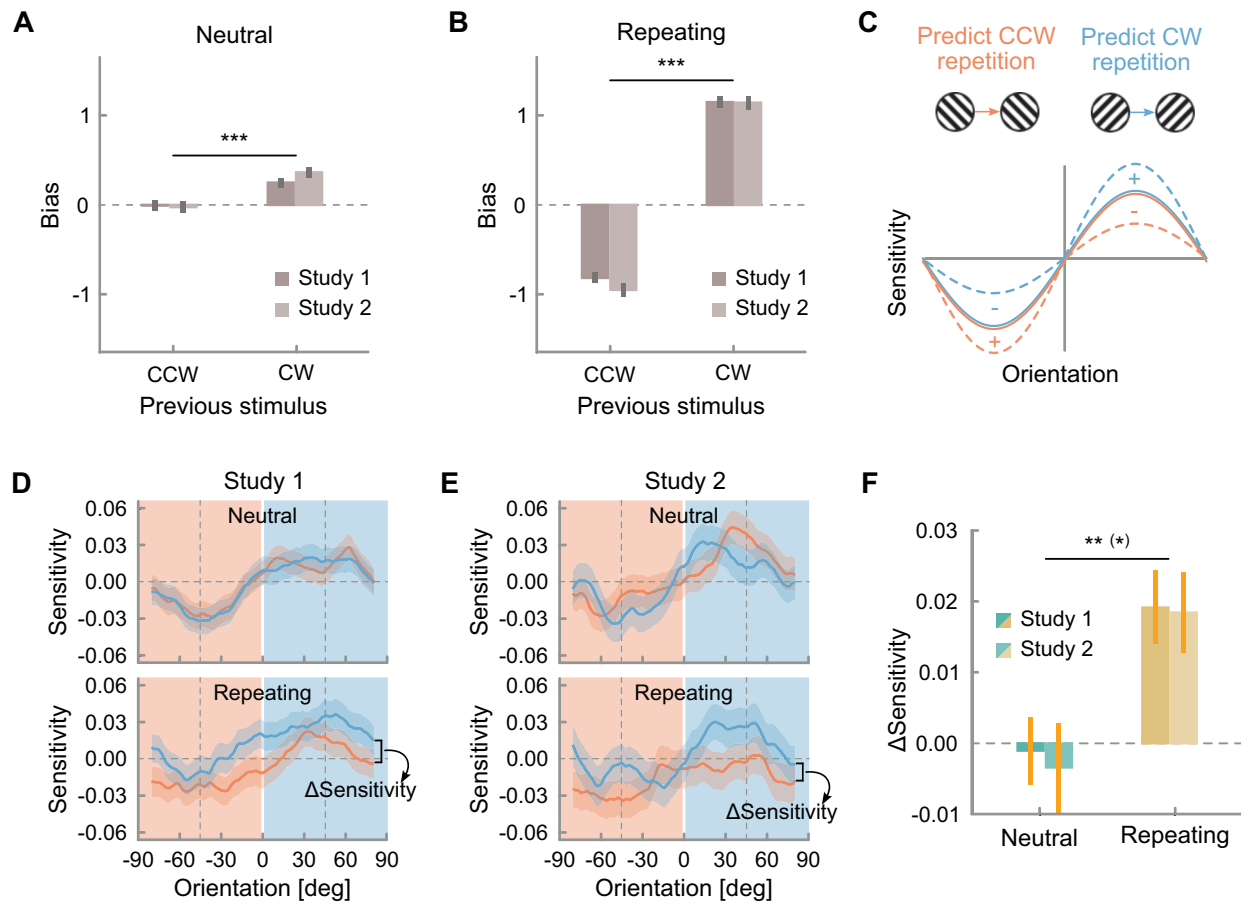 A
Neutral
1
0
-1
Bias
***
Study 1
Study 2
CCW
CW
Previous stimulus
B
Repeating
1
0
-1
Bias
***
Study 1
Study 2
CCW
CW
Previous stimulus
C
Predict CCW
repetition
Predict CW
repetition
Sensitivity
+
-
-
+
Orientation
D
Study 1
Neutral
Sensitivity
0.06
0.03
0.00
-0.03
-0.06
Repeating
Sensitivity
0.06
0.03
0.00
-0.03
-0.06
ΔSensitivity
-90 -60 -30 0 30 60 90
Orientation [deg]
E
Study 2
Neutral
Sensitivity
0.06
0.03
0.00
-0.03
-0.06
Repeating
Sensitivity
0.06
0.03
0.00
-0.03
-0.06
ΔSensitivity
-90 -60 -30 0 30 60 90
Orientation [deg]
F
0.03
0.02
0.01
0.00
-0.01
ΔSensitivity
** (*)
Study 1
Study 2
Neutral
Repeating